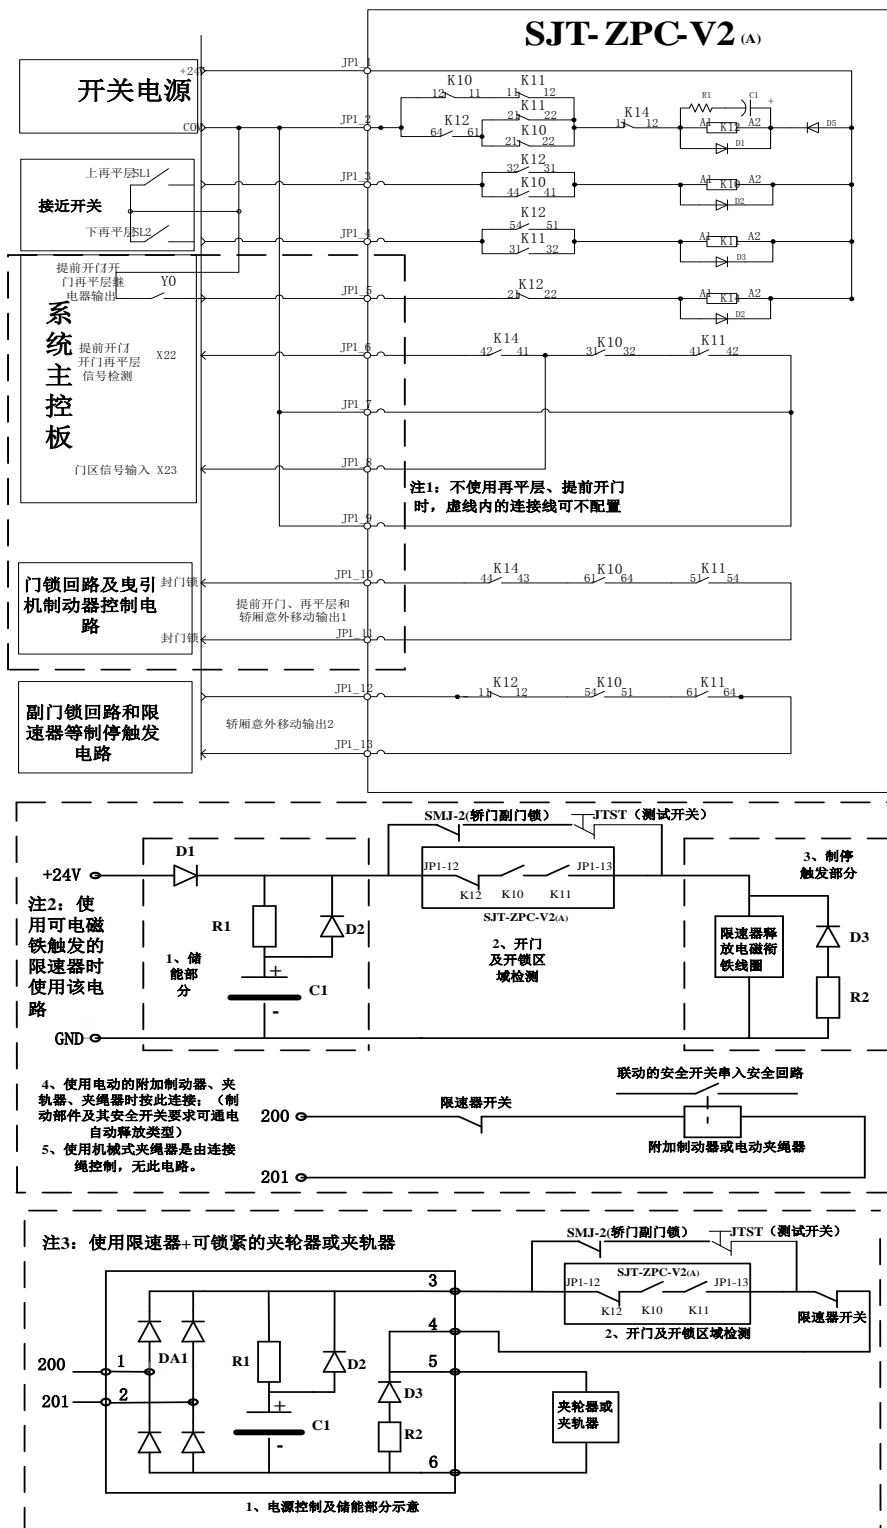 SJT-ZPC-V2 (A)
开关电源
+24V
JP1_1
K10
12 11
K11
11 12
K11
21 22
K12
64 61
K10
21 22
K14
11 12
R1
C1
+
A1 K12 A2
D1
D5
JP1_2
接近开关
上再平层SL1
JP1_3
K12
32 31
K10
44 41
A1 K10 A2
D2
下再平层SL2
JP1_4
K12
54 51
K11
31 32
A1 K11 A2
D3
提前开门开
门再平层继
电器输出
Y0
JP1_5
K12
21 22
A1 K14 A2
D2
系统主控板
提前开门
开门再平层
信号检测
X22
JP1_6
K14
42 41
K10
31 32
K11
41 42
JP1_7
门区信号输入 X23
JP1_8
注1:不使用再平层、提前开门
时,虚线内的连接线可不配置
JP1_9
门锁回路及曳引
机制动器控制电
路
封门锁
JP1_10
K14
44 43
K10
61 64
K11
51 54
提前开门、再平层和
轿厢意外移动输出1
封门锁
JP1_11
副门锁回路和限
速器等制停触发
电路
JP1_12
K12
11 12
K10
54 51
K11
61 64
轿厢意外移动输出2
JP1_13
SMJ-2(轿门副门锁)
JTST(测试开关)
+24V
D1
JP1-12
JP1-13
K12
K10
K11
SJT-ZPC-V2(A)
3、制停
触发部分
注2:使
用可电磁
铁触发的
限速器时
使用该电
路
R1
D2
1、储
能部
分
+
C1
-
2、开门
及开锁区
域检测
限速器释
放电磁衔
铁线圈
D3
R2
GND
4、使用电动的附加制动器、夹
轨器、夹绳器时按此连接;(制
动部件及其安全开关要求可通电
自动释放类型)
5、使用机械式夹绳器是由连接
绳控制,无此电路。
200
限速器开关
联动的安全开关串入安全回路
附加制动器或电动夹绳器
201
注3:使用限速器+可锁紧的夹轮器或夹轨器
SMJ-2(轿门副门锁)
JTST(测试开关)
SJT-ZPC-V2(A)
JP1-12
JP1-13
K12
K10
K11
2、开门及开锁区域检测
限速器开关
3
4
5
6
200
1
201
2
DA1
R1
D2
+
C1
-
D3
R2
夹轮器或
夹轨器
1、电源控制及储能部分示意